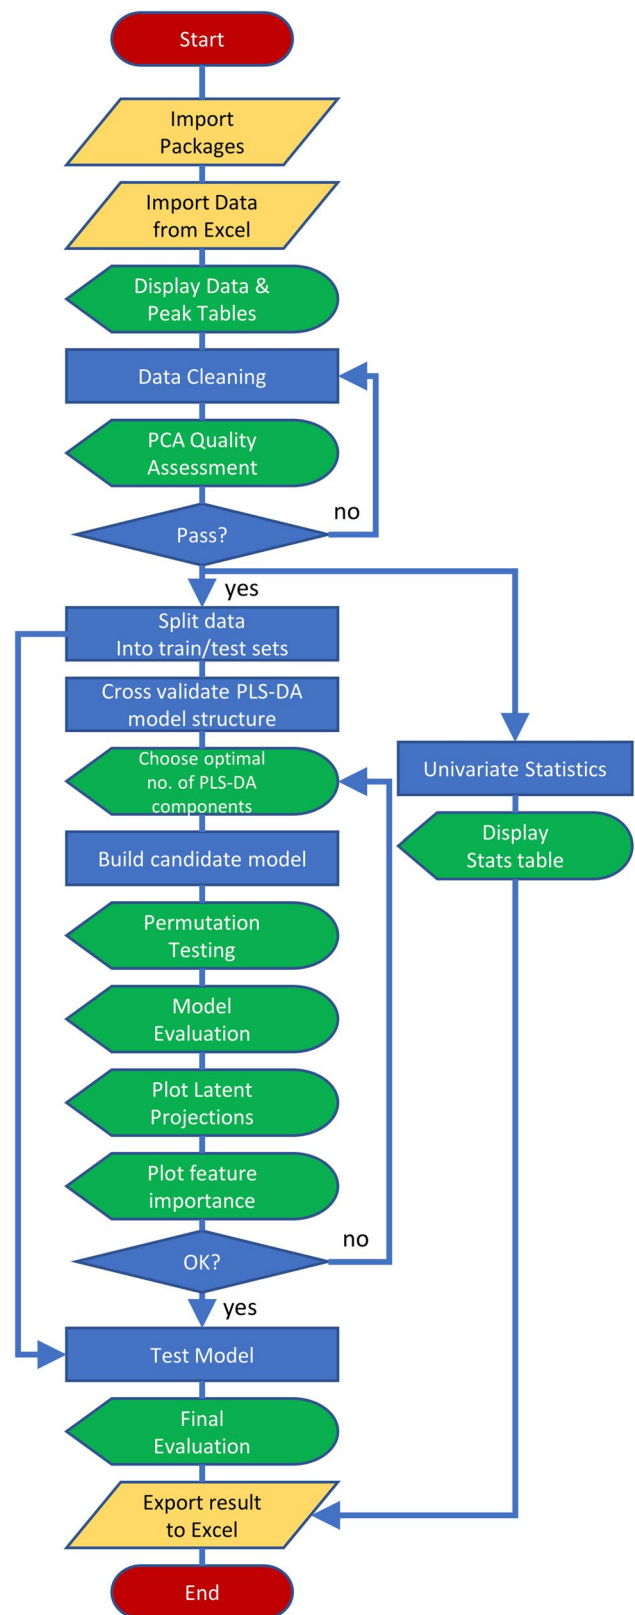 Start
Import
Packages
Import Data
from Excel
Display Data &
Peak Tables
Data Cleaning
PCA Quality
Assessment
no
Pass?
yes
Split data
Into train/test sets
Cross validate PLS-DA
model structure
Choose optimal
no. of PLS-DA
components
Univariate Statistics
Display
Stats table
Build candidate model
Permutation
Testing
Model
Evaluation
Plot Latent
Projections
Plot feature
importance
no
OK?
yes
Test Model
Final
Evaluation
Export result
to Excel
End